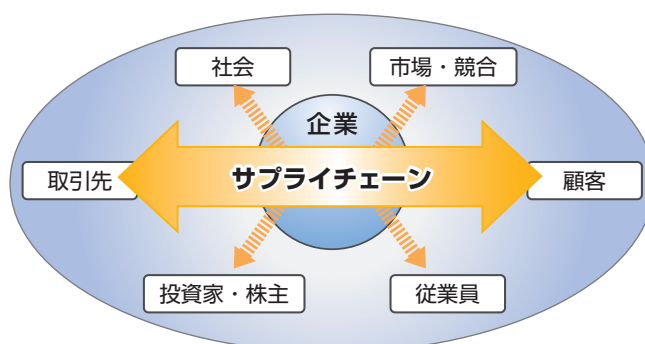 社会
市場・競合
企業
取引先
サプライチェーン
顧客
投資家・株主
従業員